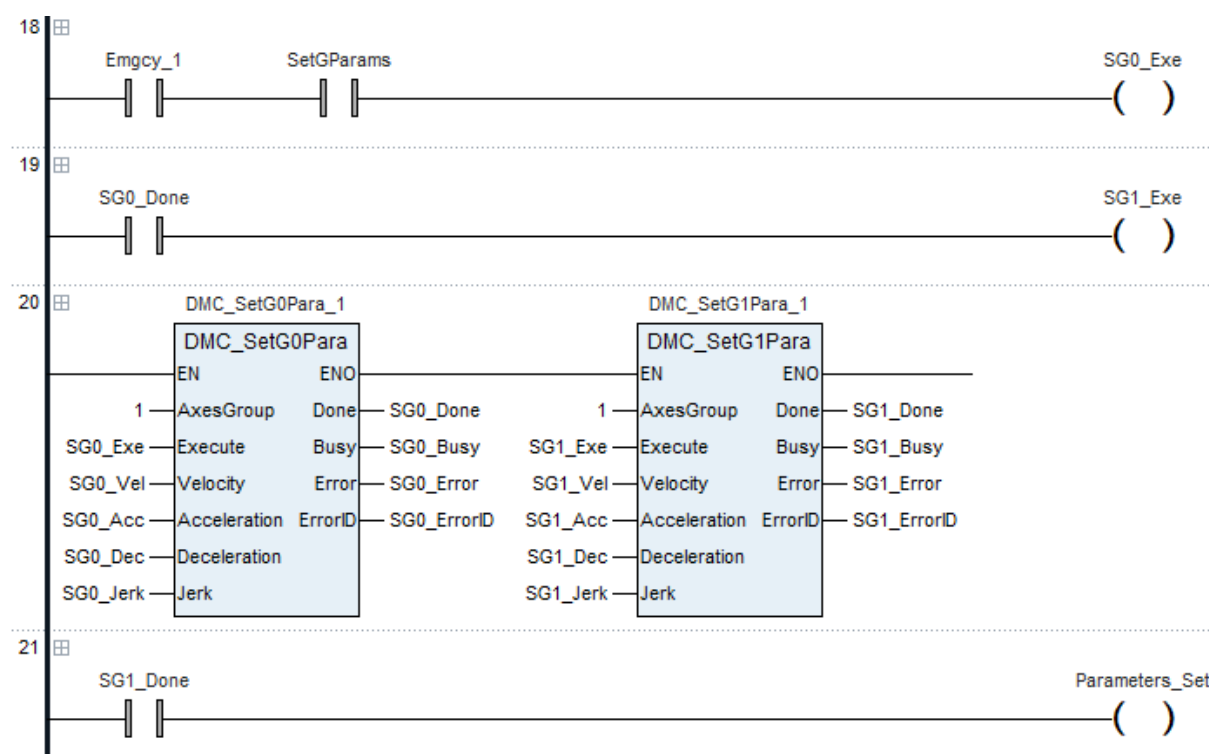 18
Emgcy_1 SetGParams SG0_Exe
19
SG0_Done SG1_Exe
20
DMC_SetG0Para_1 DMC_SetG1Para_1
DMC_SetG0Para DMC_SetG1Para
EN ENO EN ENO
1 AxesGroup Done SG0_Done 1 AxesGroup Done SG1_Done
SG0_Exe Execute Busy SG0_Busy SG1_Exe Execute Busy SG1_Busy
SG0_Vel Velocity Error SG0_Error SG1_Vel Velocity Error SG1_Error
SG0_Acc Acceleration ErrorID SG0_ErrorID SG1_Acc Acceleration ErrorID SG1_ErrorID
SG0_Dec Deceleration SG1_Dec Deceleration
SG0_Jerk Jerk SG1_Jerk Jerk
21
SG1_Done Parameters_Set